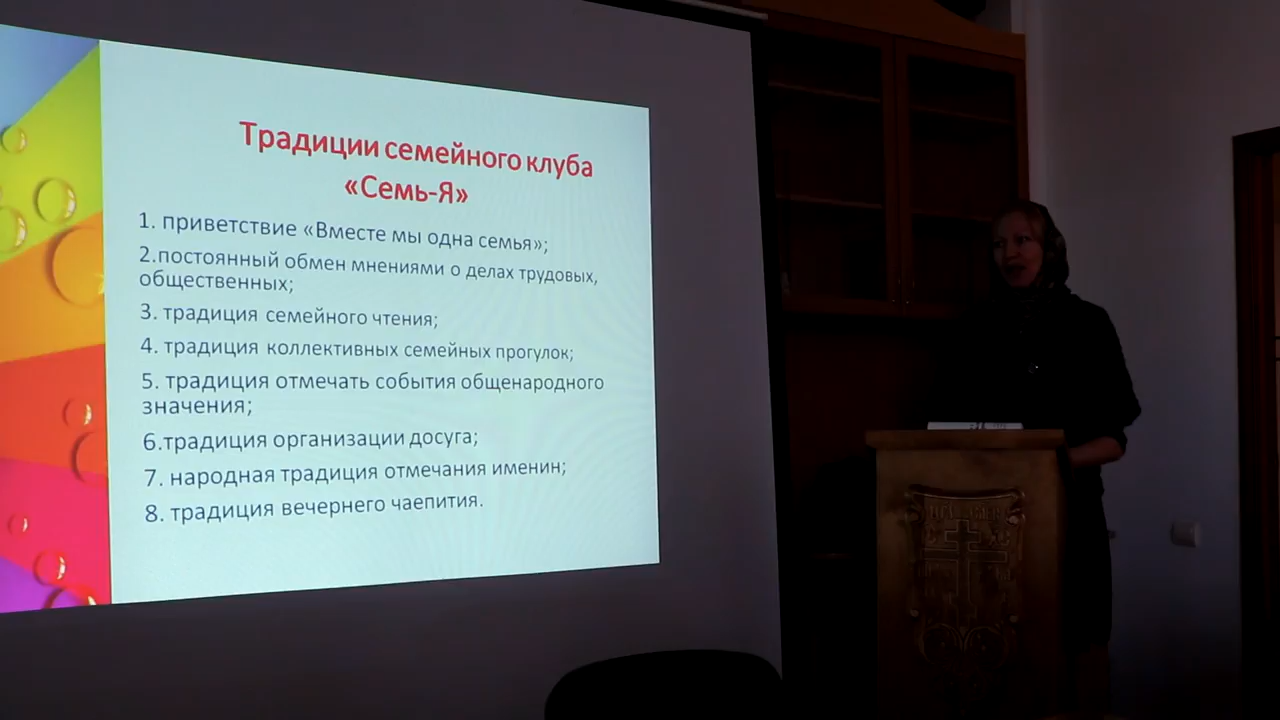 Традиции семейного клуба
«Семь-Я»
1. приветствие «Вместе мы одна семья»;
2.постоянный обмен мнениями о делах трудовых,
общественных;
3. традиция семейного чтения;
4. традиция коллективных семейных прогулок;
5. традиция отмечать события общенародного
значения;
6.традиция организации досуга;
7. народная традиция отмечания именин;
8. традиция вечернего чаепития.